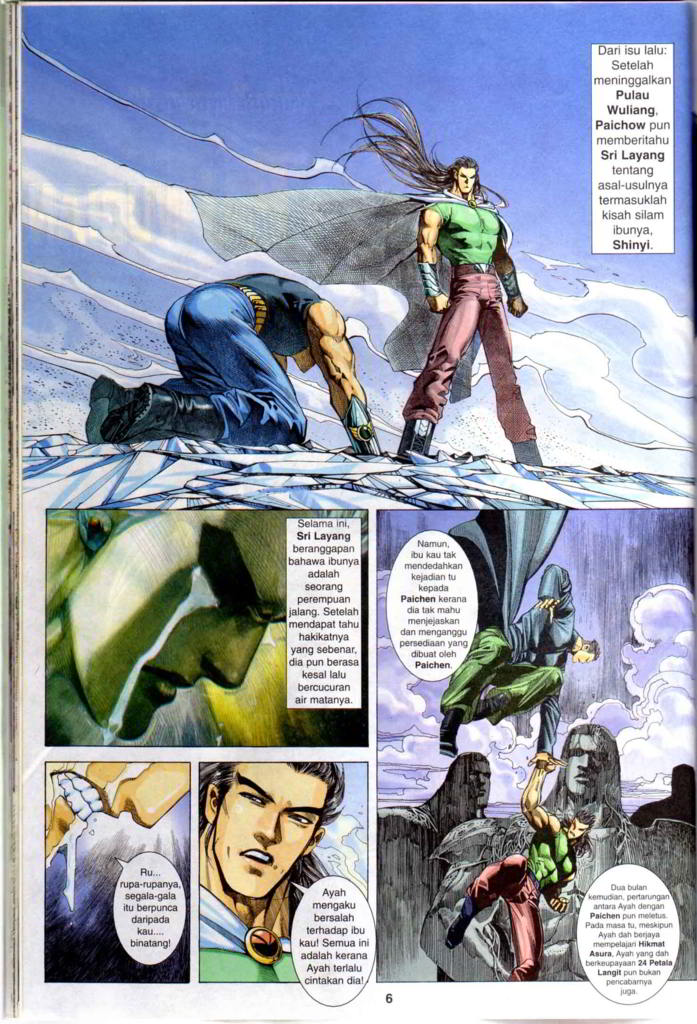 Dari isu lalu:
Setelah
meninggalkan
Pulau
Wuliang,
Paichow pun
memberitahu
Sri Layang
tentang
asal-usulnya
termasuklah
kisah silam
ibunya,
Shinyi.
Selama ini,
Sri Layang
beranggapan
bahawa ibunya
adalah
seorang
perempuan
jalang. Setelah
mendapat tahu
hakikatnya
yang sebenar,
dia pun berasa
kesal lalu
bercucuran
air matanya.
Namun,
ibu kau tak
mendedahkan
kejadian tu
kepada
Paichen kerana
dia tak mahu
menjejaskan
dan menganggu
persediaan yang
dibuat oleh
Paichen.
Ru...
rupa-rupanya,
segala-gala
itu berpunca
daripada
kau....
binatang!
Ayah
mengaku
bersalah
terhadap ibu
kau! Semua ini
adalah kerana
Ayah terlalu
cintakan dia!
Dua bulan
kemudian, pertarungan
antara Ayah dengan
Paichen pun meletus.
Pada masa tu, meskipun
Ayah dah berjaya
mempelajari Hikmat
Asura, Ayah yang dah
berkeupayaan 24 Petala
Langit pun bukan
pencabarnya
juga.
6